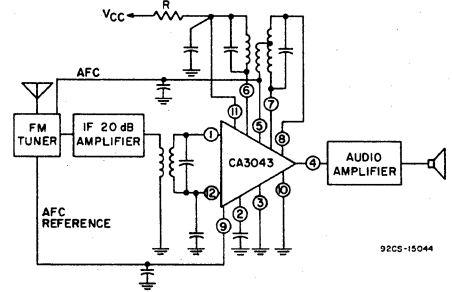 VCC R
AFC
6
7
11
5
8
FM
TUNER
IF 20 dB
AMPLIFIER
1
CA3043
4
AUDIO
AMPLIFIER
12
10
3
2
9
AFC
REFERENCE
92CS-15044